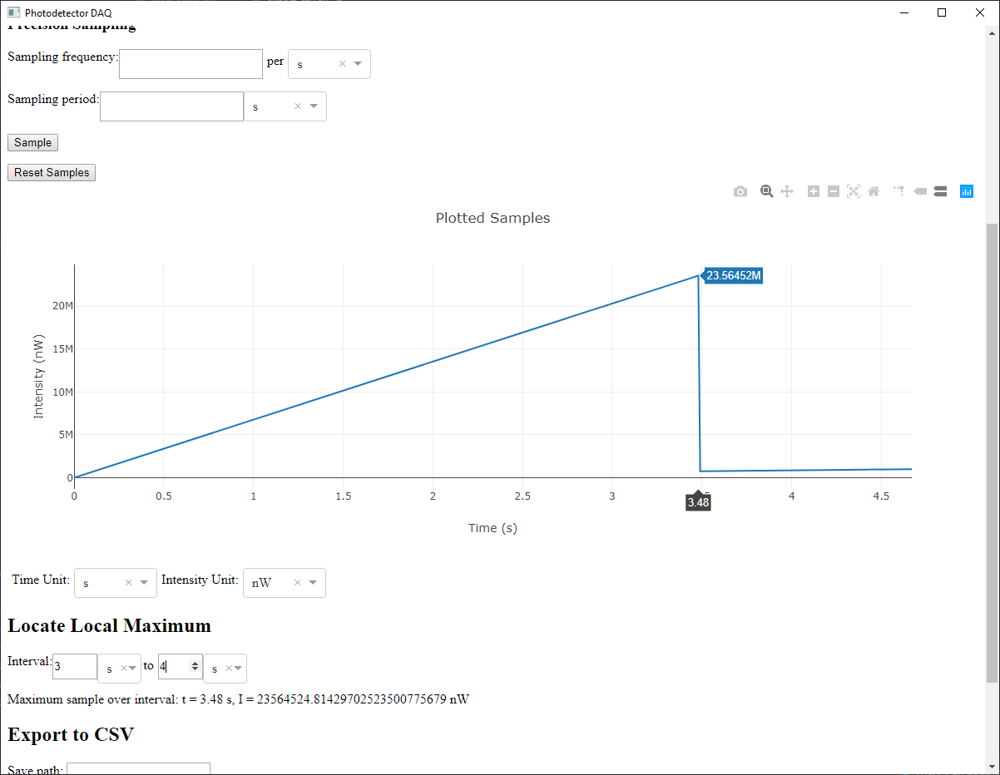 Photodetector DAQ
Precision Sampling
Sampling frequency: per s
Sampling period: s
Sample
Reset Samples
Plotted Samples
23.56452M
20M
15M
10M
5M
0
Intensity (nW)
0 0.5 1 1.5 2 2.5 3 3.48 4 4.5
Time (s)
Time Unit: s Intensity Unit: nW
Locate Local Maximum
Interval: 3 s to 4 s
Maximum sample over interval: t = 3.48 s, I = 23564524.81429702523500775679 nW
Export to CSV
Save path: